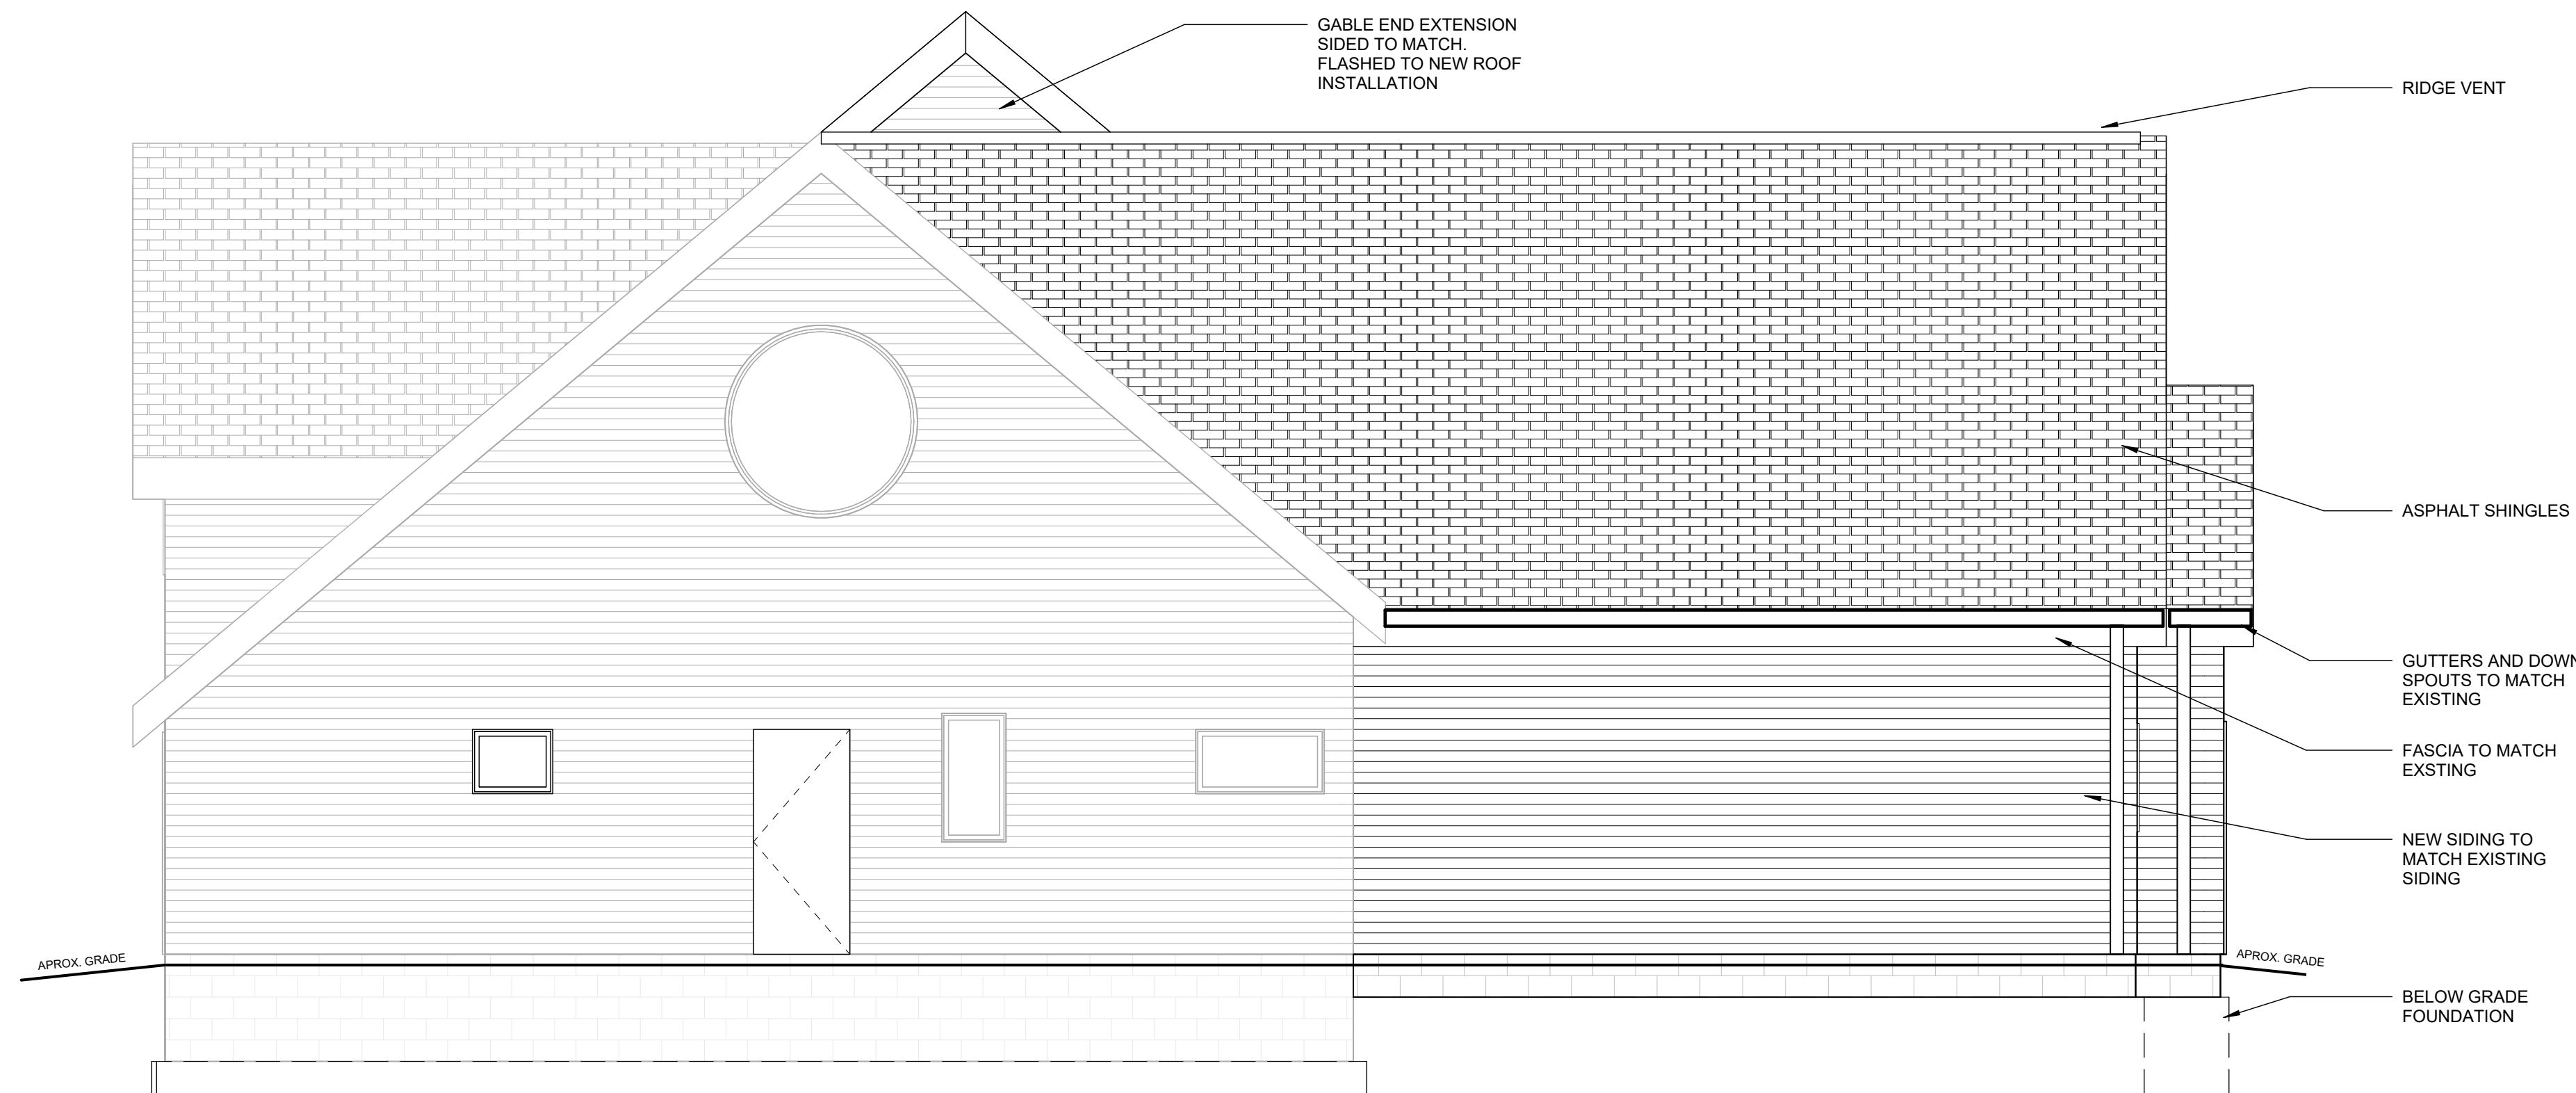 GABLE END EXTENSION
SIDED TO MATCH.
FLASHED TO NEW ROOF
INSTALLATION
RIDGE VENT
ASPHALT SHINGLES
GUTTERS AND DOWN
SPOUTS TO MATCH
EXISTING
FASCIA TO MATCH
EXSTING
NEW SIDING TO
MATCH EXISTING
SIDING
APROX. GRADE
APROX. GRADE
BELOW GRADE
FOUNDATION